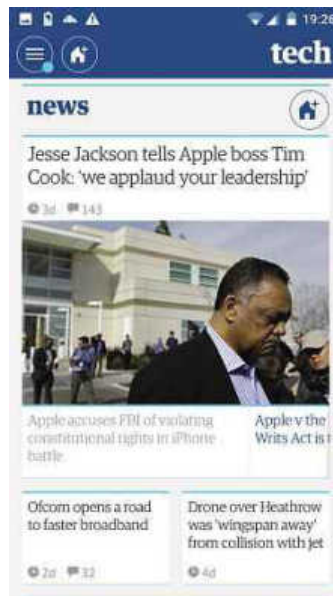 19:26
tech
news
Jesse Jackson tells Apple boss Tim
Cook: 'we applaud your leadership'
3d 143
Apple accuses FBI of violating
constitutional rights in iPhone
battle
Apple v the
Writs Act is
Ofcom opens a road
to faster broadband
2d 32
Drone over Heathrow
was 'wingspan away'
from collision with jet
4d